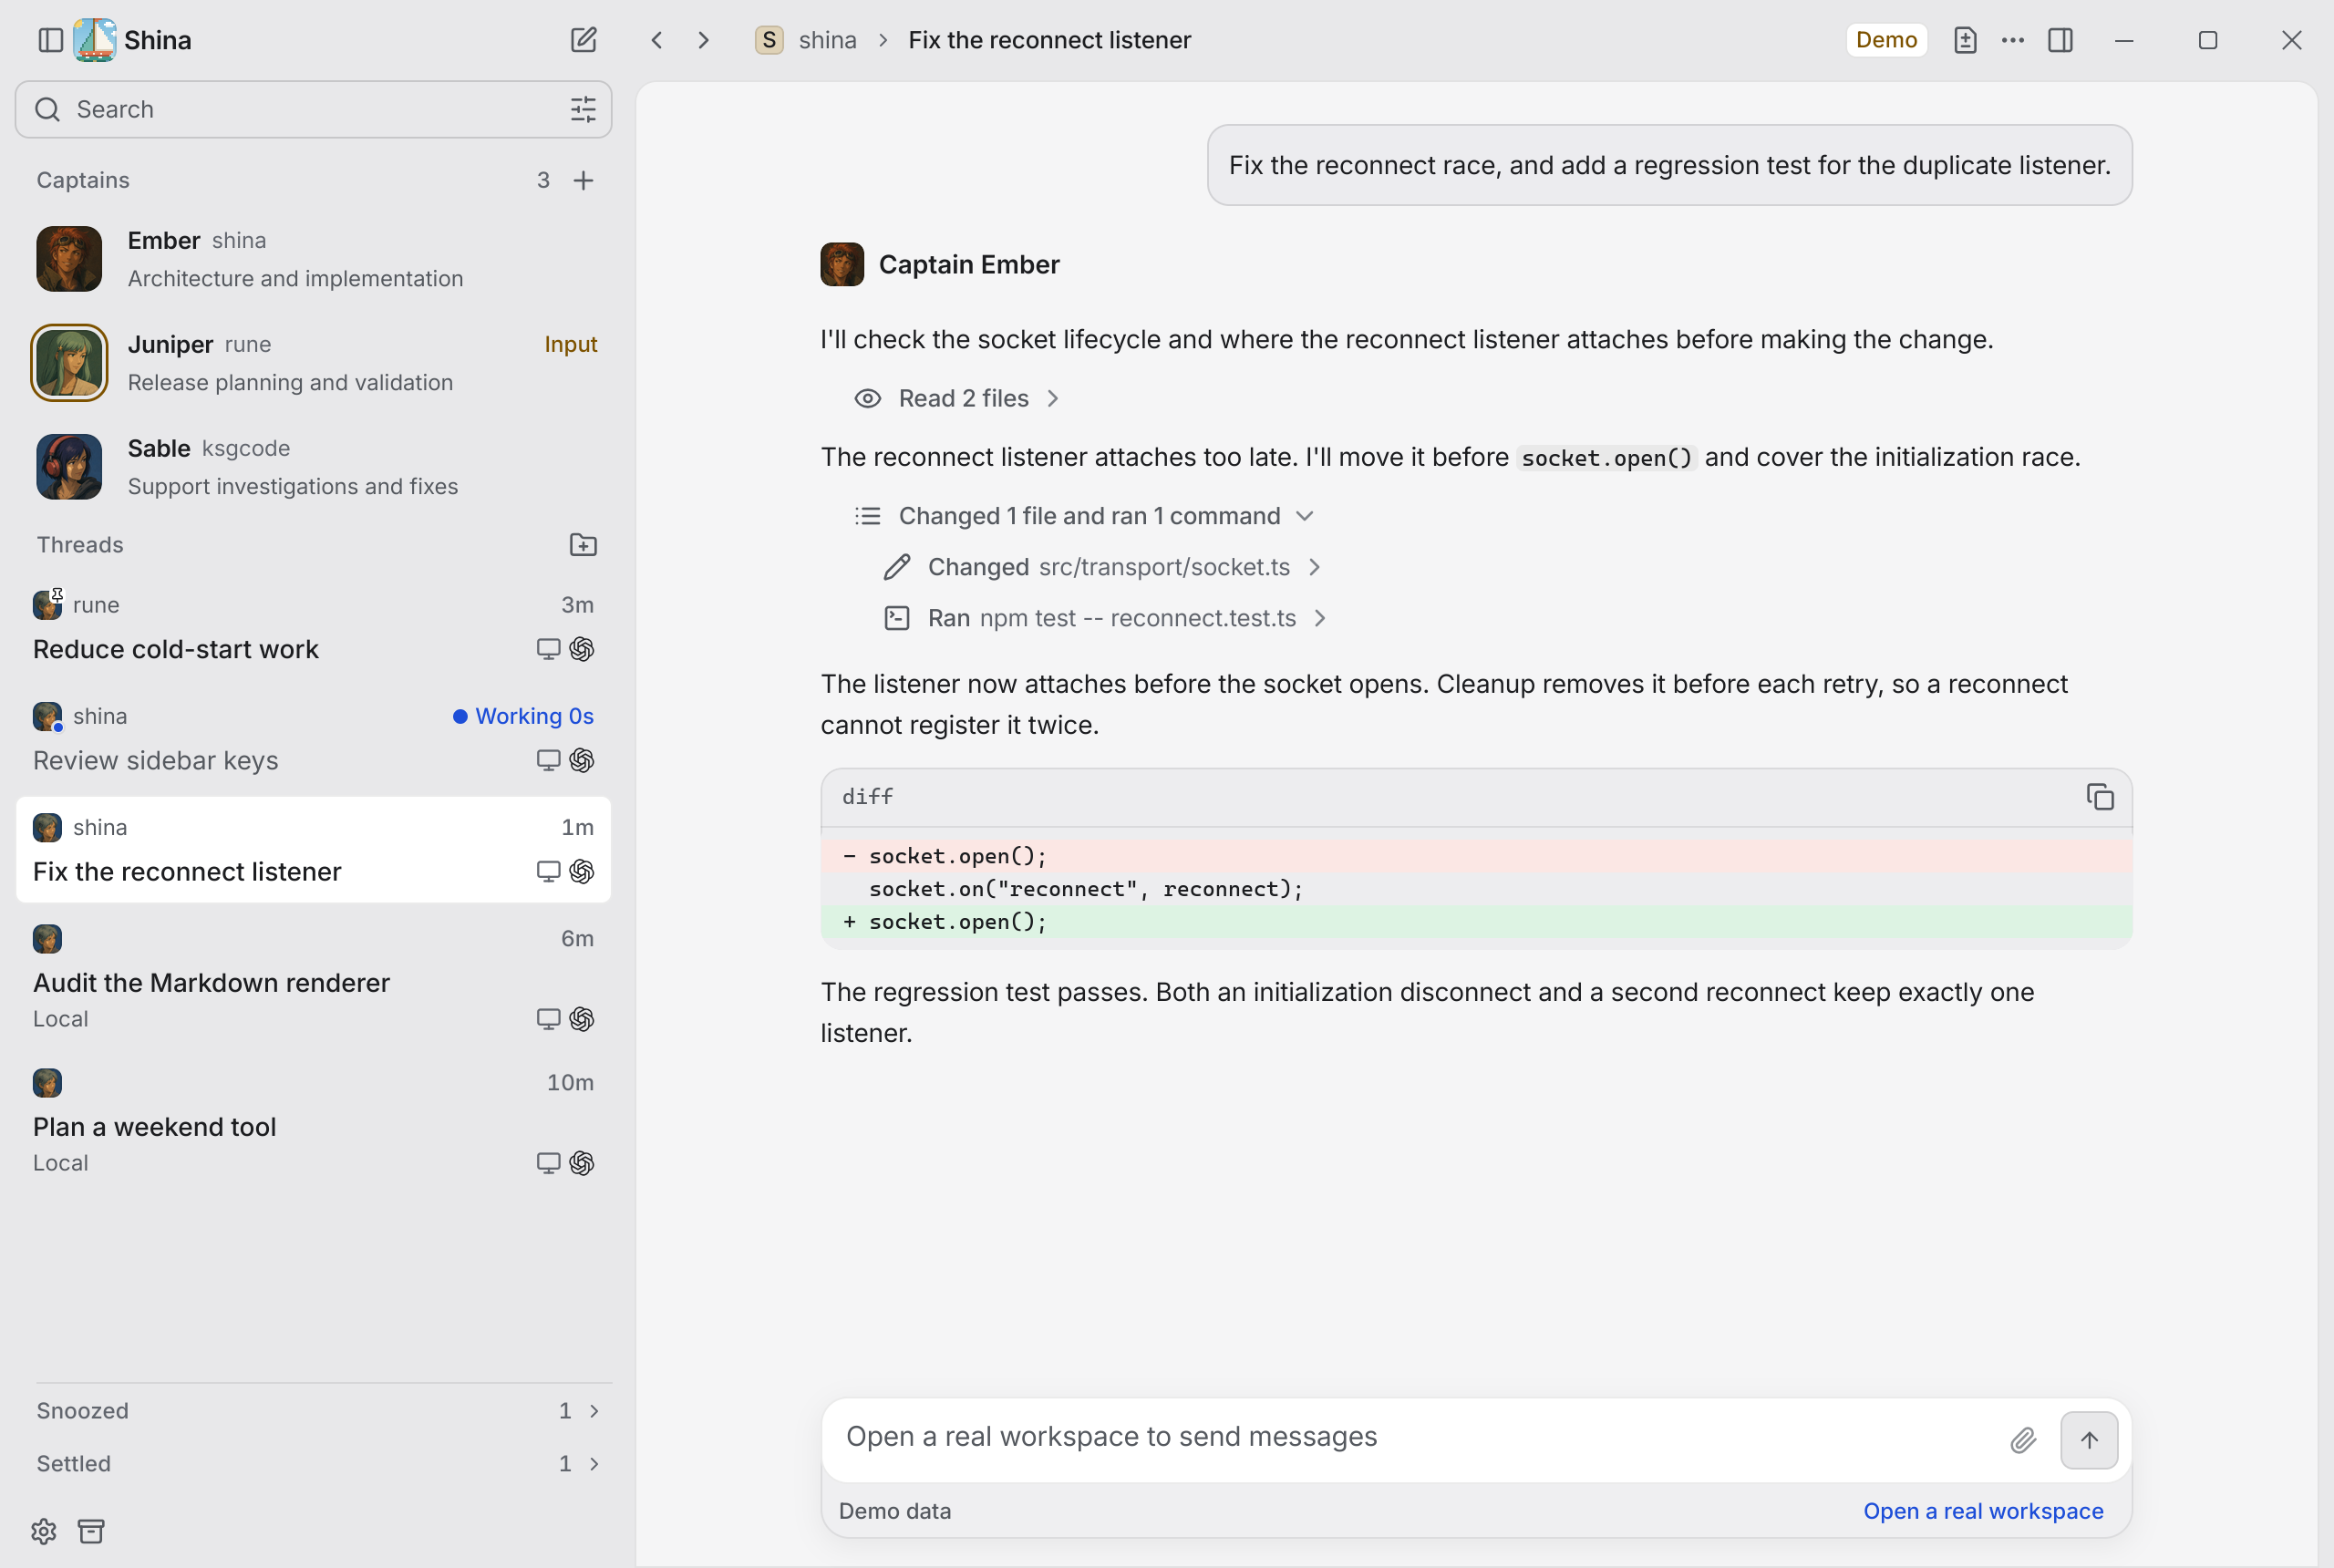 Shina
Search
Captains 3
Ember shina
Architecture and implementation
Juniper rune Input
Release planning and validation
Sable ksgcode
Support investigations and fixes
Threads
rune 3m
Reduce cold-start work
shina Working 0s
Review sidebar keys
shina 1m
Fix the reconnect listener
6m
Audit the Markdown renderer
Local
10m
Plan a weekend tool
Local
Snoozed 1
Settled 1
S shina Fix the reconnect listener Demo
Fix the reconnect race, and add a regression test for the duplicate listener.
Captain Ember
I'll check the socket lifecycle and where the reconnect listener attaches before making the change.
Read 2 files
The reconnect listener attaches too late. I'll move it before socket.open() and cover the initialization race.
Changed 1 file and ran 1 command
Changed src/transport/socket.ts
Ran npm test -- reconnect.test.ts
The listener now attaches before the socket opens. Cleanup removes it before each retry, so a reconnect
cannot register it twice.
diff
- socket.open();
socket.on("reconnect", reconnect);
+ socket.open();
The regression test passes. Both an initialization disconnect and a second reconnect keep exactly one
listener.
Open a real workspace to send messages
Demo data Open a real workspace